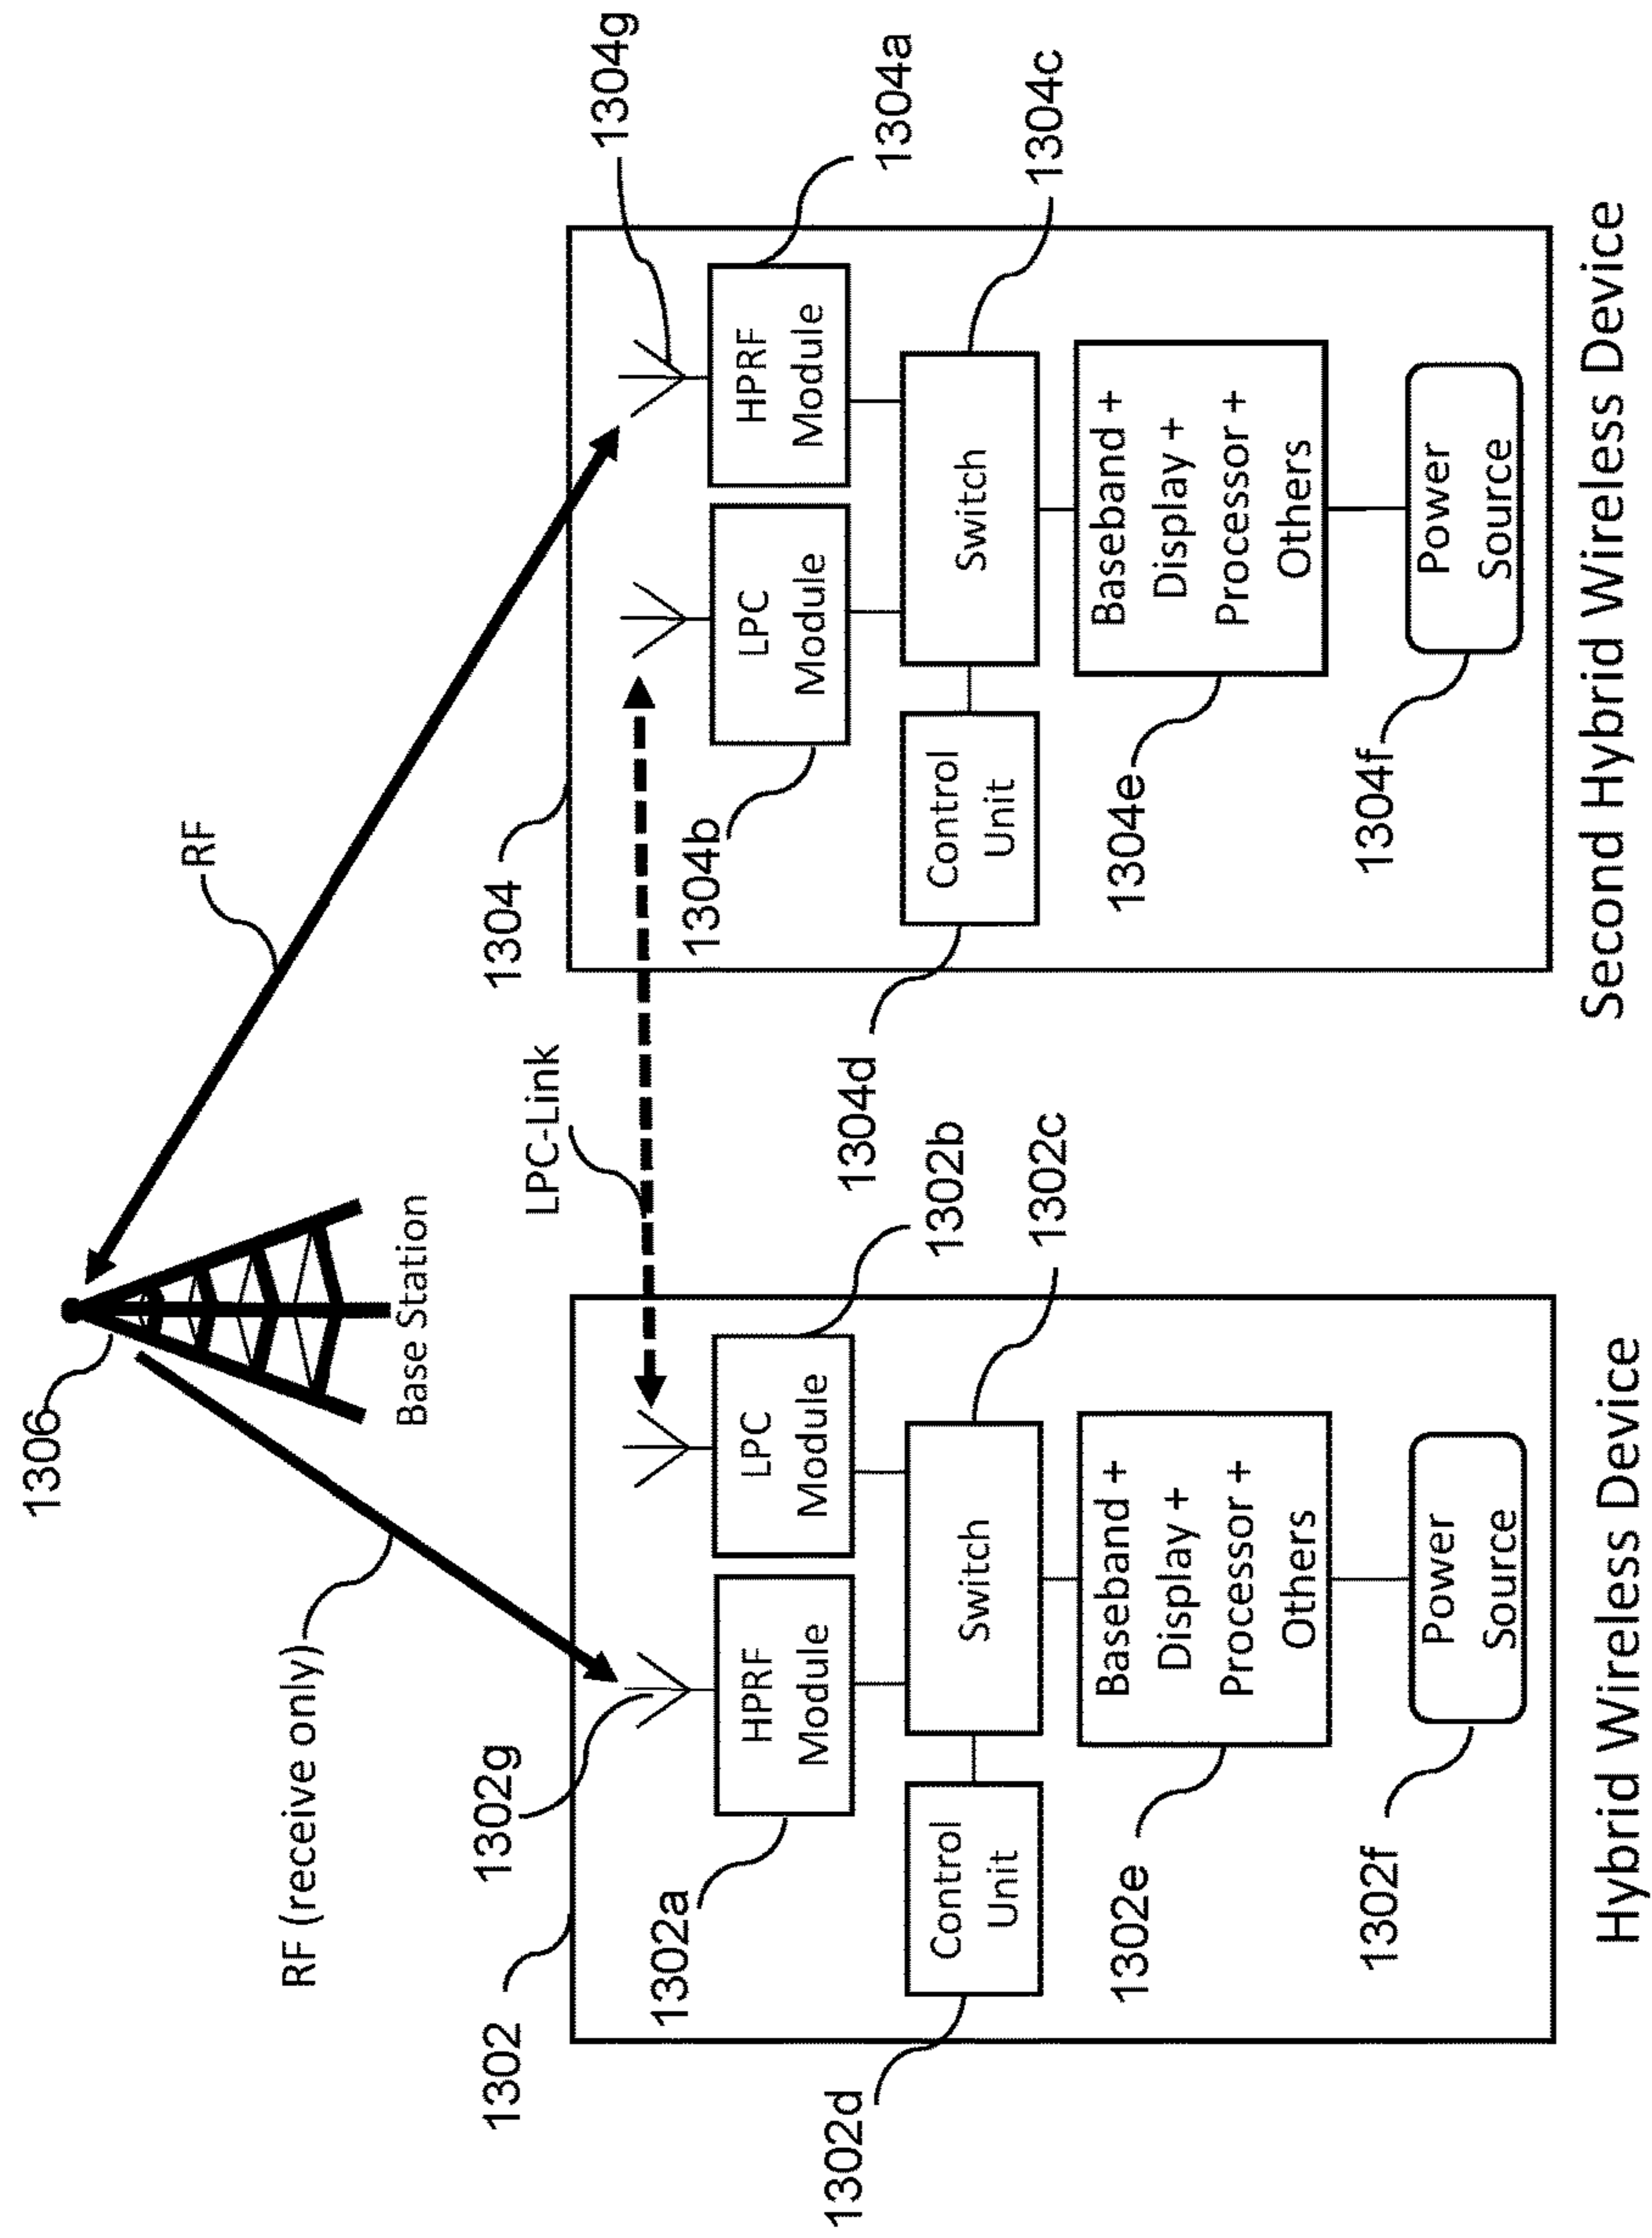 1306
Base Station
RF
RF (receive only)
LPC-Link
1302
1302g
1302a
HPRF
Module
LPC
Module
1302b
1302c
Switch
Control
Unit
1302d
Baseband +
Display +
Processor +
Others
1302e
Power
Source
1302f
Hybrid Wireless Device
1304
1304g
1304b
LPC
Module
HPRF
Module
1304a
1304c
Switch
Control
Unit
1304d
Baseband +
Display +
Processor +
Others
1304e
Power
Source
1304f
Second Hybrid Wireless Device